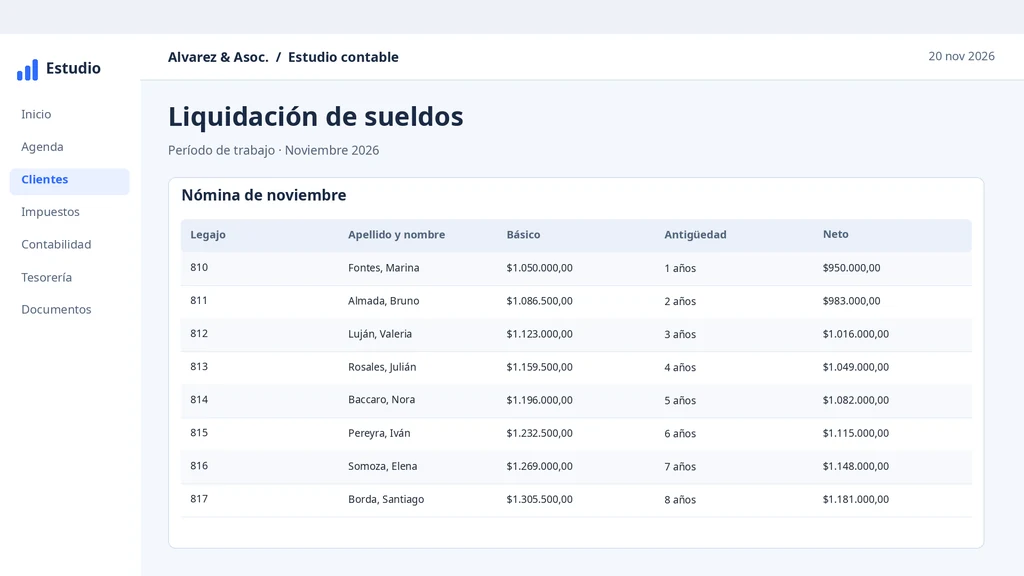 Estudio
Inicio
Agenda
Clientes
Impuestos
Contabilidad
Tesorería
Documentos
Alvarez & Asoc. / Estudio contable
20 nov 2026
Liquidación de sueldos
Período de trabajo · Noviembre 2026
Nómina de noviembre
Legajo Apellido y nombre Básico Antigüedad Neto
810 Fontes, Marina $1.050.000,00 1 años $950.000,00
811 Almada, Bruno $1.086.500,00 2 años $983.000,00
812 Luján, Valeria $1.123.000,00 3 años $1.016.000,00
813 Rosales, Julián $1.159.500,00 4 años $1.049.000,00
814 Baccaro, Nora $1.196.000,00 5 años $1.082.000,00
815 Pereyra, Iván $1.232.500,00 6 años $1.115.000,00
816 Somoza, Elena $1.269.000,00 7 años $1.148.000,00
817 Borda, Santiago $1.305.500,00 8 años $1.181.000,00